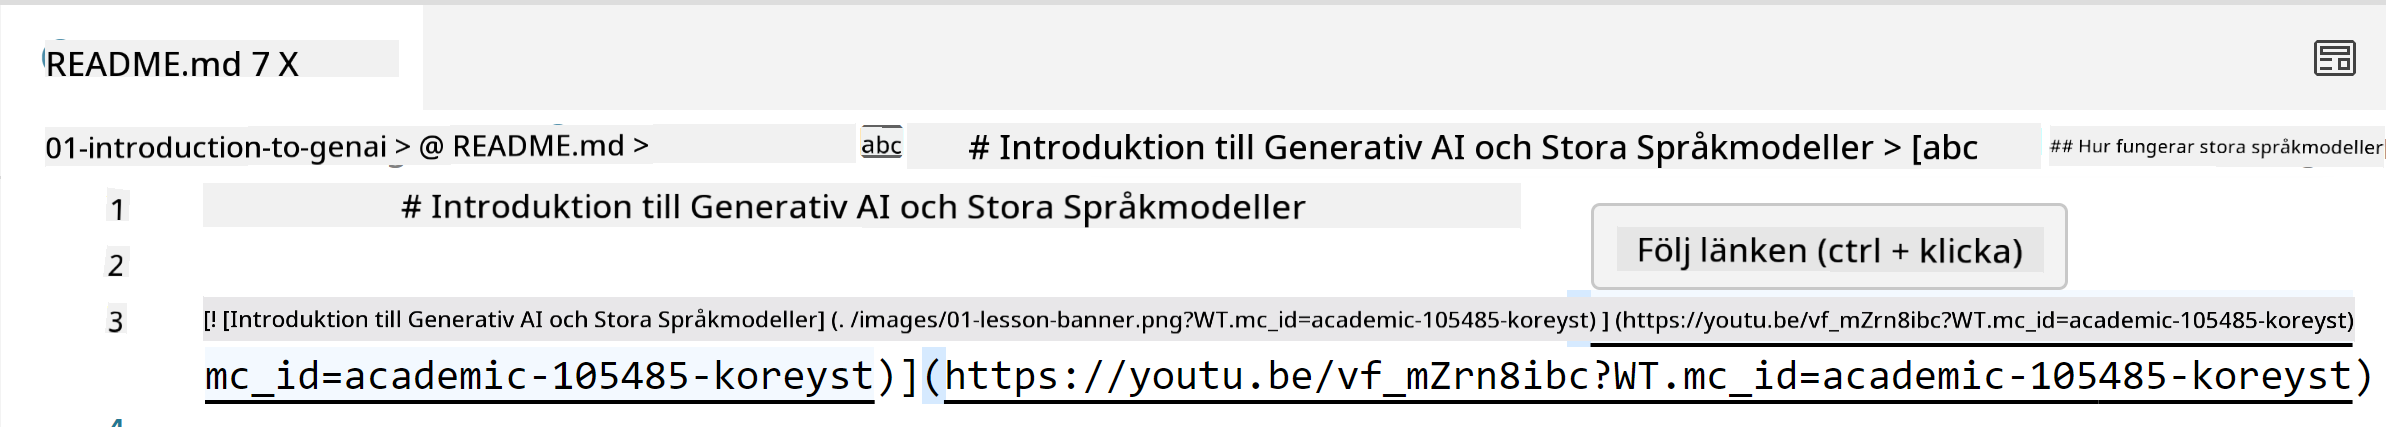 README.md 7 X
01-introduction-to-genai > @ README.md > abc # Introduktion till Generativ AI och Stora Språkmodeller > [abc ## Hur fungerar stora språkmodeller
1 # Introduktion till Generativ AI och Stora Språkmodeller
2
Följ länken (ctrl + klicka)
3 [! [Introduktion till Generativ AI och Stora Språkmodeller] (. /images/01-lesson-banner.png?WT.mc_id=academic-105485-koreyst) ] (https://youtu.be/vf_mZrn8ibc?WT.mc_id=academic-105485-koreyst)
mc_id=academic-105485-koreyst)](https://youtu.be/vf_mZrn8ibc?WT.mc_id=academic-105485-koreyst)